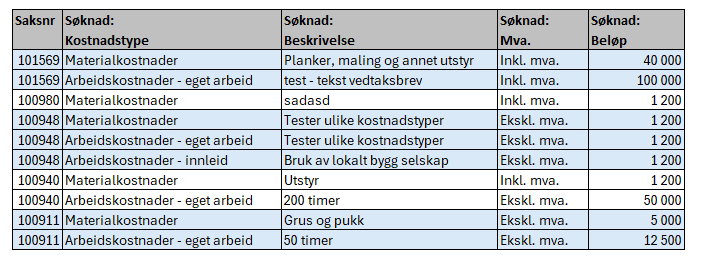 Saksnr Søknad: Kostnadstype Søknad: Beskrivelse Søknad: Mva. Søknad: Beløp
101569 Materialkostnader Planker, maling og annet utstyr Inkl. mva. 40 000
101569 Arbeidskostnader - eget arbeid test - tekst vedtaksbrev Inkl. mva. 100 000
100980 Materialkostnader sadasd Inkl. mva. 1 200
100948 Materialkostnader Tester ulike kostnadstyper Ekskl. mva. 1 200
100948 Arbeidskostnader - eget arbeid Tester ulike kostnadstyper Ekskl. mva. 1 200
100948 Arbeidskostnader - innleid Bruk av lokalt bygg selskap Ekskl. mva. 1 200
100940 Materialkostnader Utstyr Inkl. mva. 1 200
100940 Arbeidskostnader - eget arbeid 200 timer Ekskl. mva. 50 000
100911 Materialkostnader Grus og pukk Ekskl. mva. 5 000
100911 Arbeidskostnader - eget arbeid 50 timer Ekskl. mva. 12 500